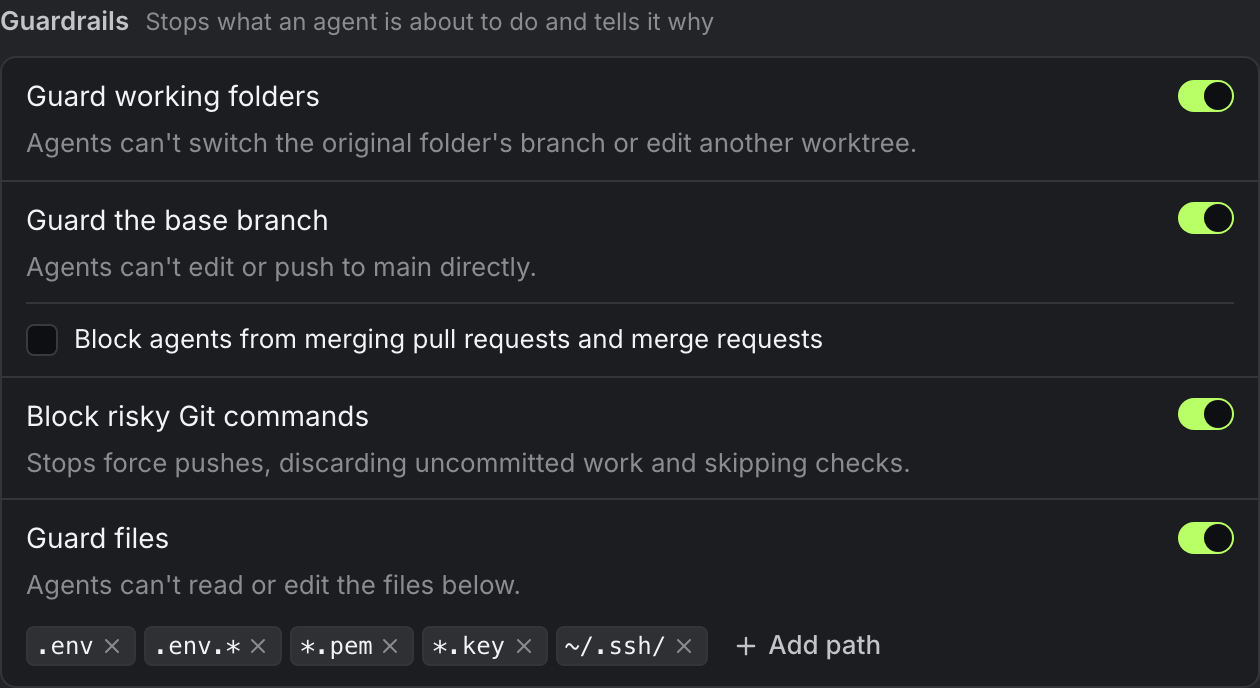 Guardrails Stops what an agent is about to do and tells it why
Guard working folders
Agents can't switch the original folder's branch or edit another worktree.
Guard the base branch
Agents can't edit or push to main directly.
Block agents from merging pull requests and merge requests
Block risky Git commands
Stops force pushes, discarding uncommitted work and skipping checks.
Guard files
Agents can't read or edit the files below.
.env × .env.* × *.pem × *.key × ~/.ssh/ × + Add path